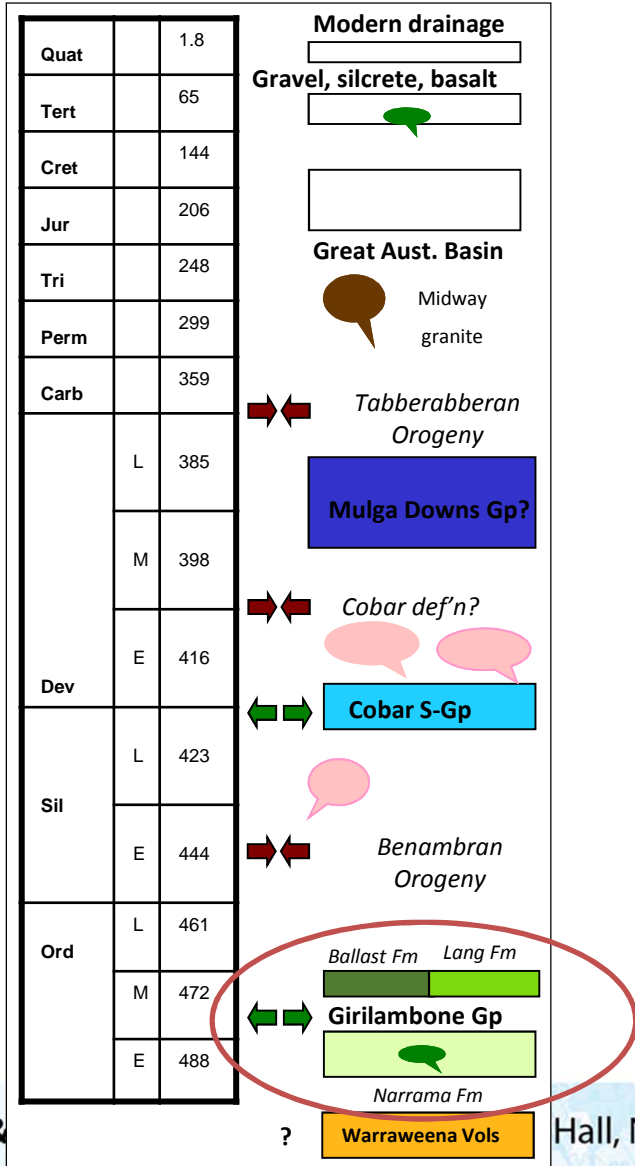 Modern drainage
Quat 1.8
Gravel, silcrete, basalt
Tert 65
Cret 144
Jur 206
Great Aust. Basin
Tri 248
Midway
granite
Perm 299
Carb 359
Tabberabberan
Orogeny
L 385
Mulga Downs Gp?
M 398
Cobar def'n?
E 416
Dev
Cobar S-Gp
L 423
Sil
E 444
Benambran
Orogeny
L 461
Ord
Ballast Fm Lang Fm
M 472
Girilambone Gp
E 488
Narrama Fm
? Warraweena Vols
& Hall,